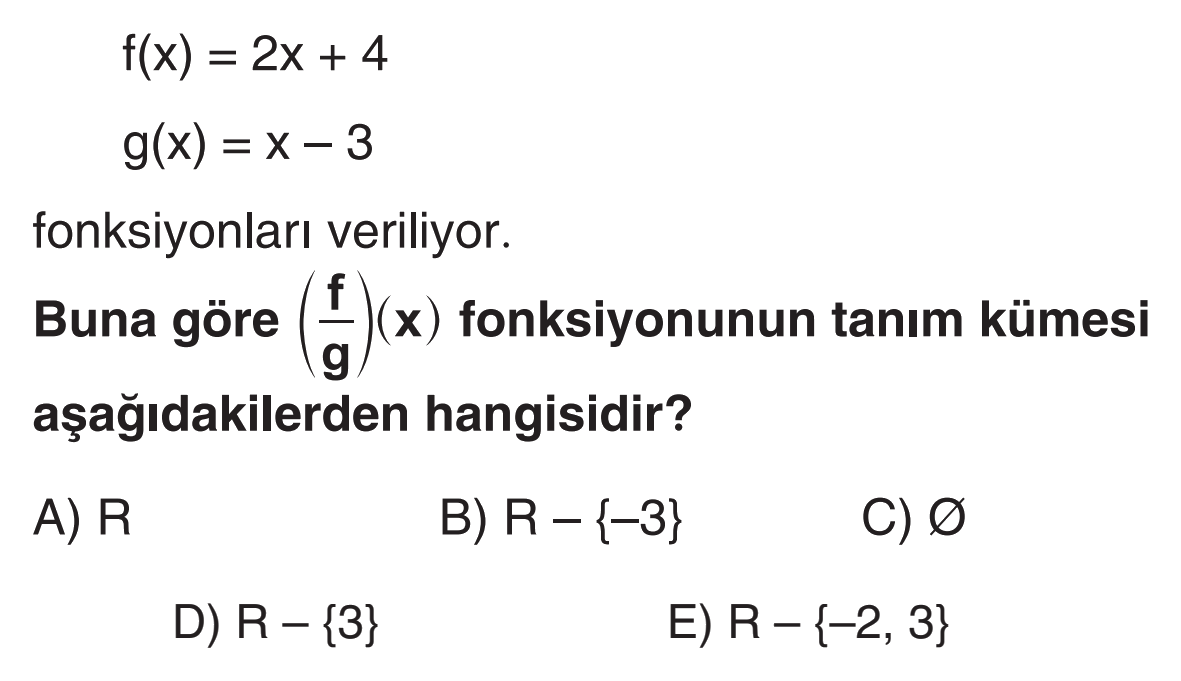 f(x) = 2x + 4
g(x) = x – 3
fonksiyonları veriliyor.
Buna göre (f/g)(x) fonksiyonunun tanım kümesi
aşağıdakilerden hangisidir?
A) R B) R – {–3} C) Ø
D) R – {3} E) R – {–2, 3}